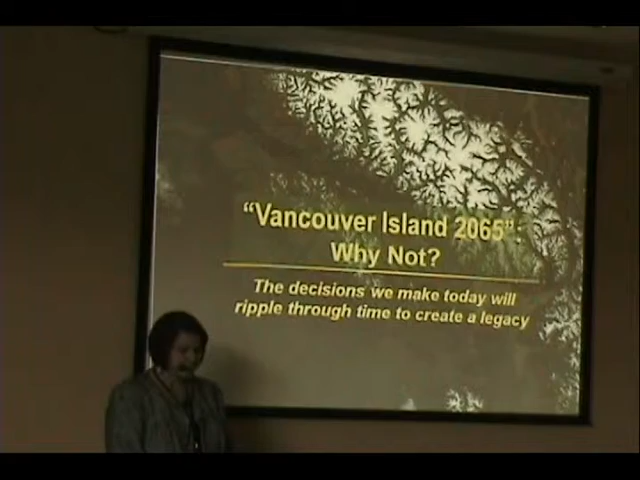 “Vancouver Island 2065”:
Why Not?
The decisions we make today will
ripple through time to create a legacy